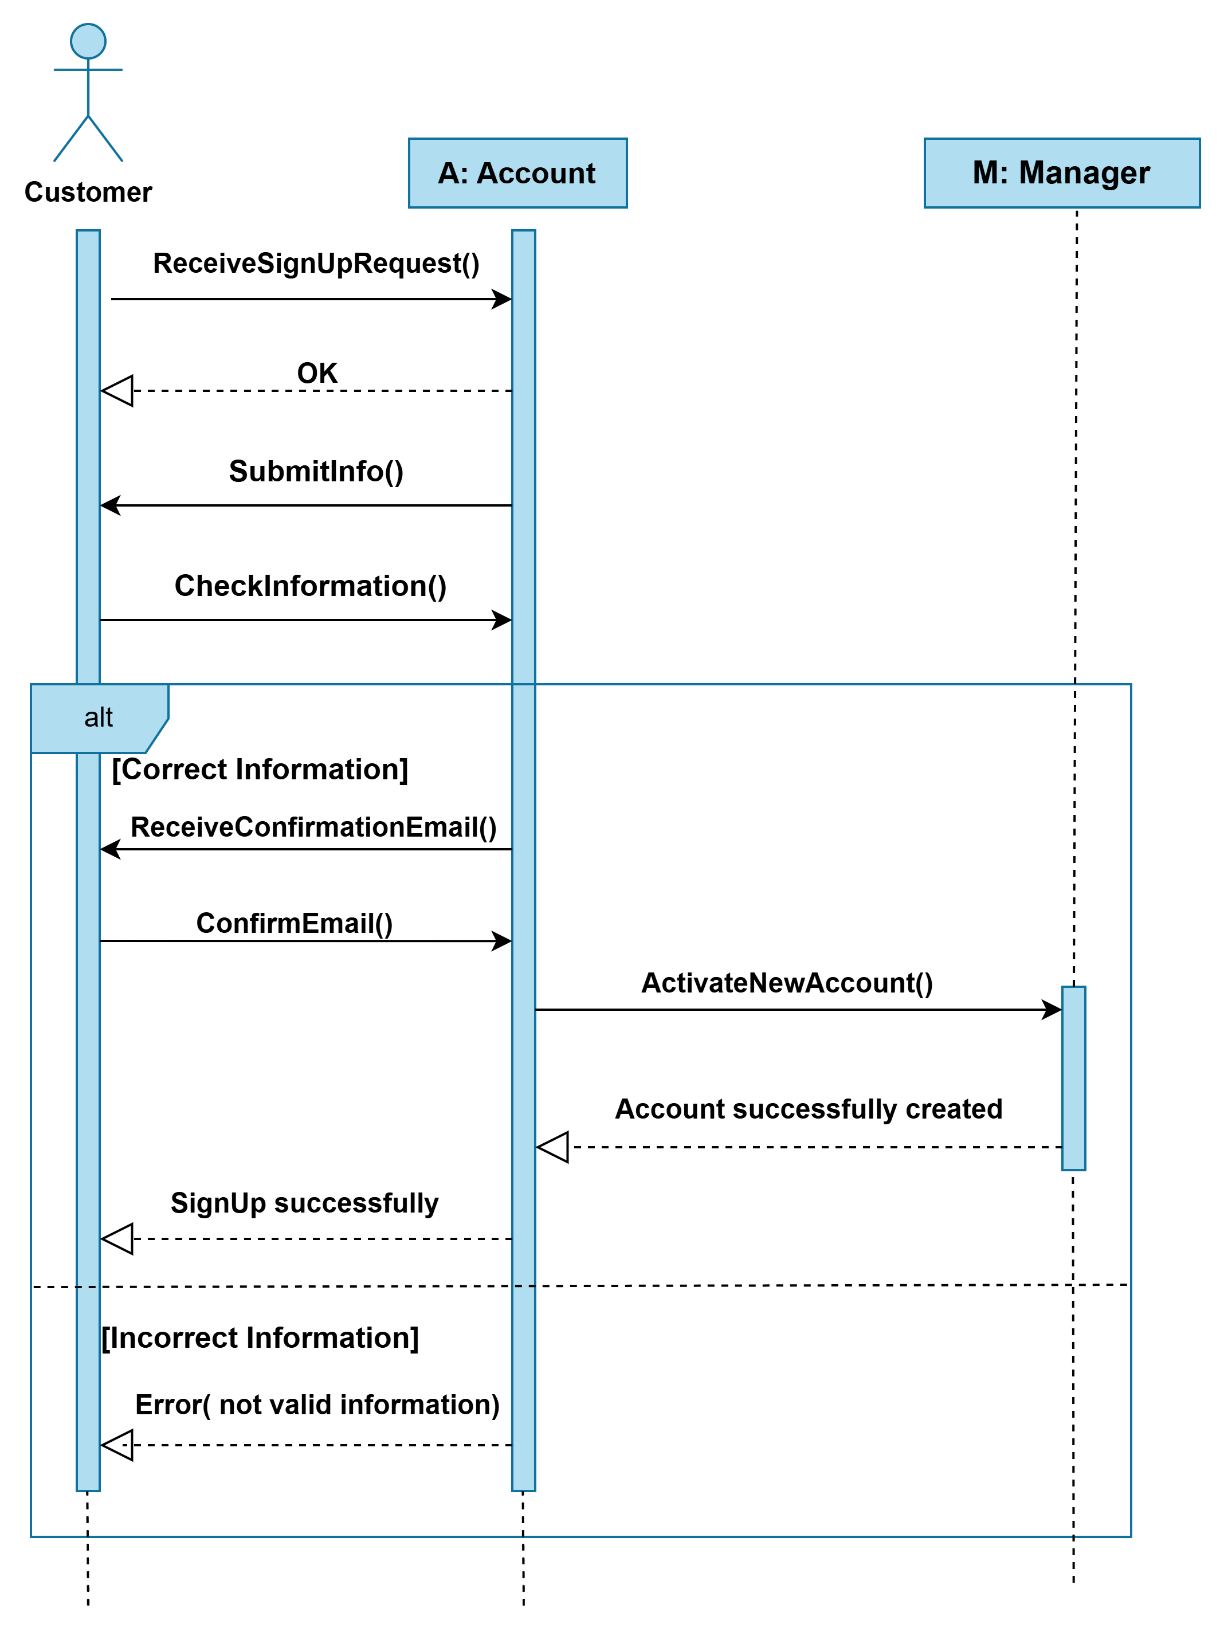 Customer
A: Account
M: Manager
ReceiveSignUpRequest()
OK
SubmitInfo()
CheckInformation()
alt
[Correct Information]
ReceiveConfirmationEmail()
ConfirmEmail()
ActivateNewAccount()
Account successfully created
SignUp successfully
[Incorrect Information]
Error( not valid information)